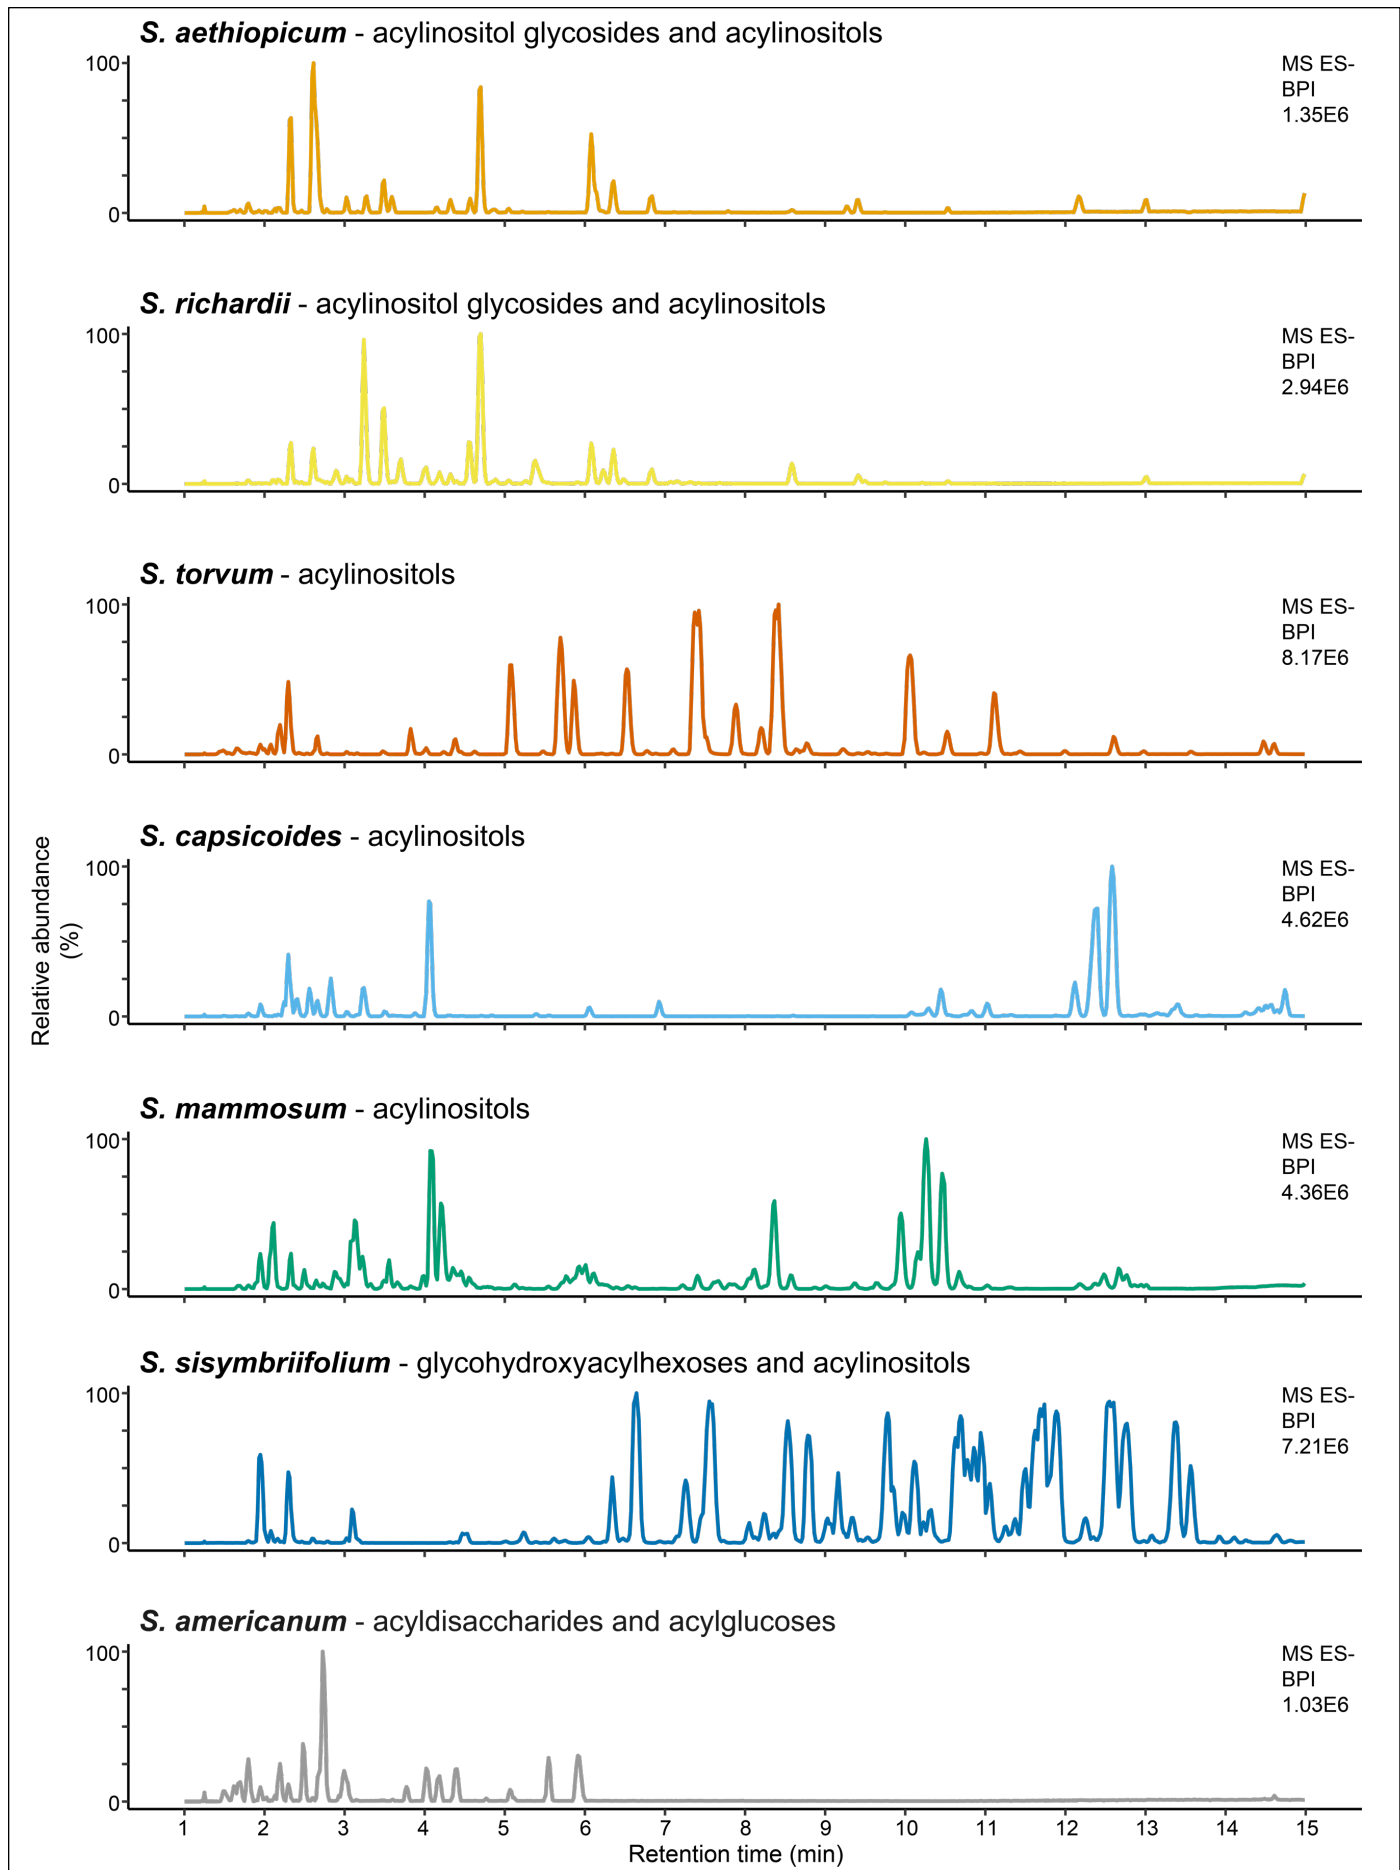 S. aethiopicum - acylinositol glycosides and acylinositols
MS ES-
BPI
1.35E6
100
0
S. richardii - acylinositol glycosides and acylinositols
MS ES-
BPI
2.94E6
100
0
S. torvum - acylinositols
MS ES-
BPI
8.17E6
100
0
S. capsicoides - acylinositols
MS ES-
BPI
4.62E6
100
0
Relative abundance
(%)
S. mammosum - acylinositols
MS ES-
BPI
4.36E6
100
0
S. sisymbriifolium - glycohydroxyacylhexoses and acylinositols
MS ES-
BPI
7.21E6
100
0
S. americanum - acyldisaccharides and acylglucoses
MS ES-
BPI
1.03E6
100
0
1 2 3 4 5 6 7 8 9 10 11 12 13 14 15
Retention time (min)